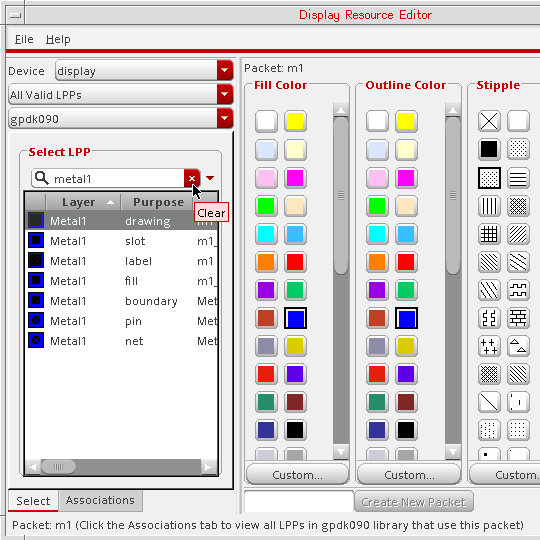 Display Resource Editor
File Help
Device display
All Valid LPPs
gpdk090
Select LPP
metal1
Clear
Layer Purpose
Metal1 drawing m1
Metal1 slot m1_
Metal1 label m1
Metal1 fill m1_
Metal1 boundary Met
Metal1 pin Met
Metal1 net Met
Select Associations
Packet: m1
Fill Color Outline Color Stipple
Custom... Custom... Custom..
Create New Packet
Packet: m1 (Click the Associations tab to view all LPPs in gpdk090 library that use this packet)